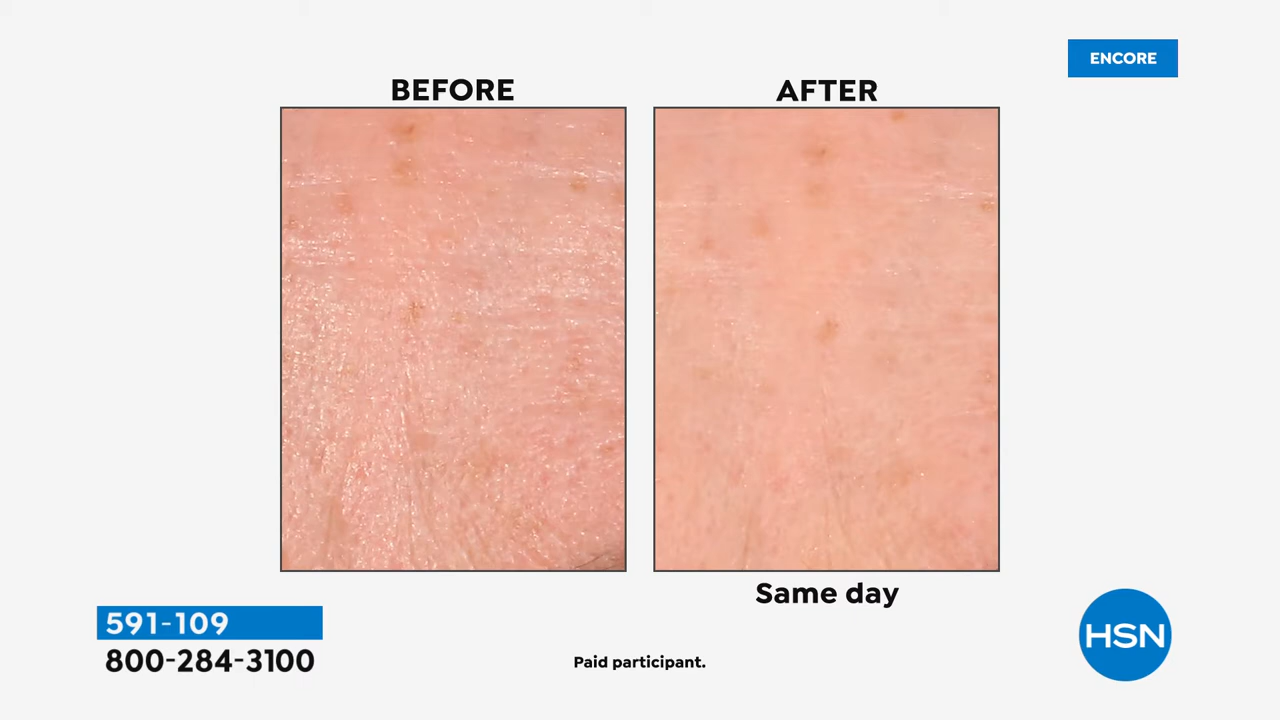 ENCORE
BEFORE
AFTER
Same day
591-109
800-284-3100
Paid participant.
HSN